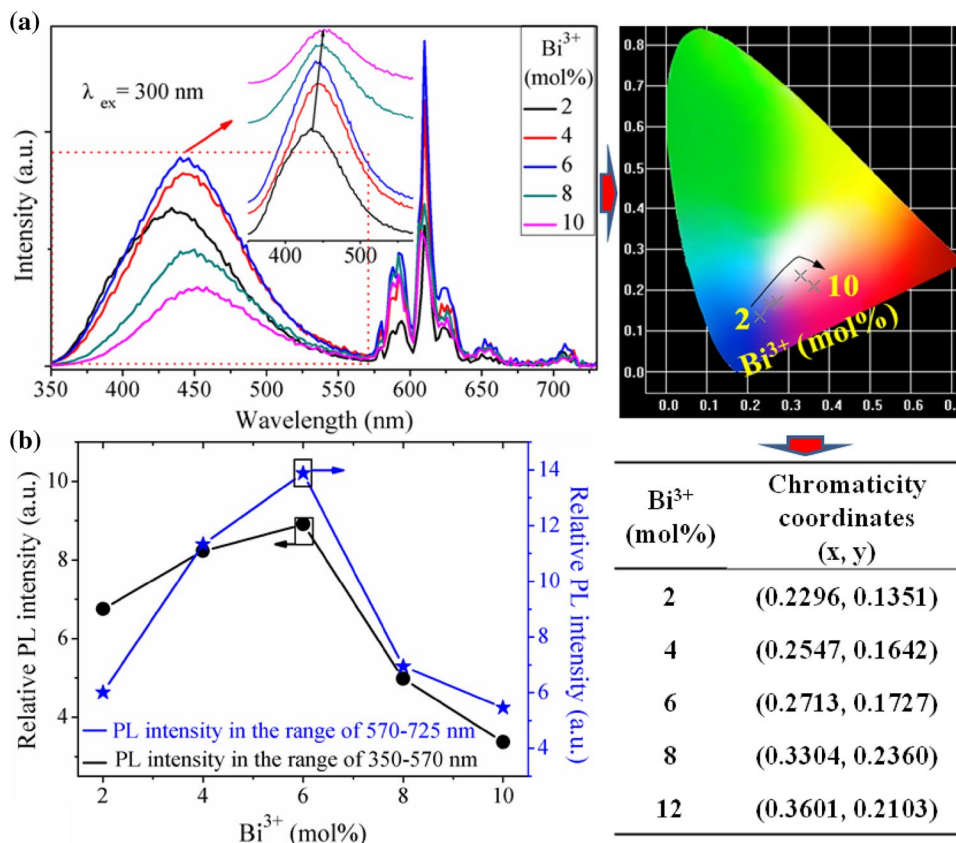 (a)
Intensity (a.u.)
λ ex = 300 nm
Bi³⁺
(mol%)
2
4
6
8
10
400 500
350 400 450 500 550 600 650 700
Wavelength (nm)
0.8
0.7
0.6
0.5
0.4
0.3
0.2
0.1
0.0
2
10
Bi³⁺ (mol%)
0.0 0.1 0.2 0.3 0.4 0.5 0.6
(b)
Relative PL intensity (a.u.)
10
8
6
4
14
12
10
8
6
4
Relative PL intensity (a.u.)
PL intensity in the range of 570-725 nm
PL intensity in the range of 350-570 nm
2 4 6 8 10
Bi³⁺ (mol%)
Bi³⁺
(mol%)
Chromaticity
coordinates
(x, y)
2 (0.2296, 0.1351)
4 (0.2547, 0.1642)
6 (0.2713, 0.1727)
8 (0.3304, 0.2360)
12 (0.3601, 0.2103)